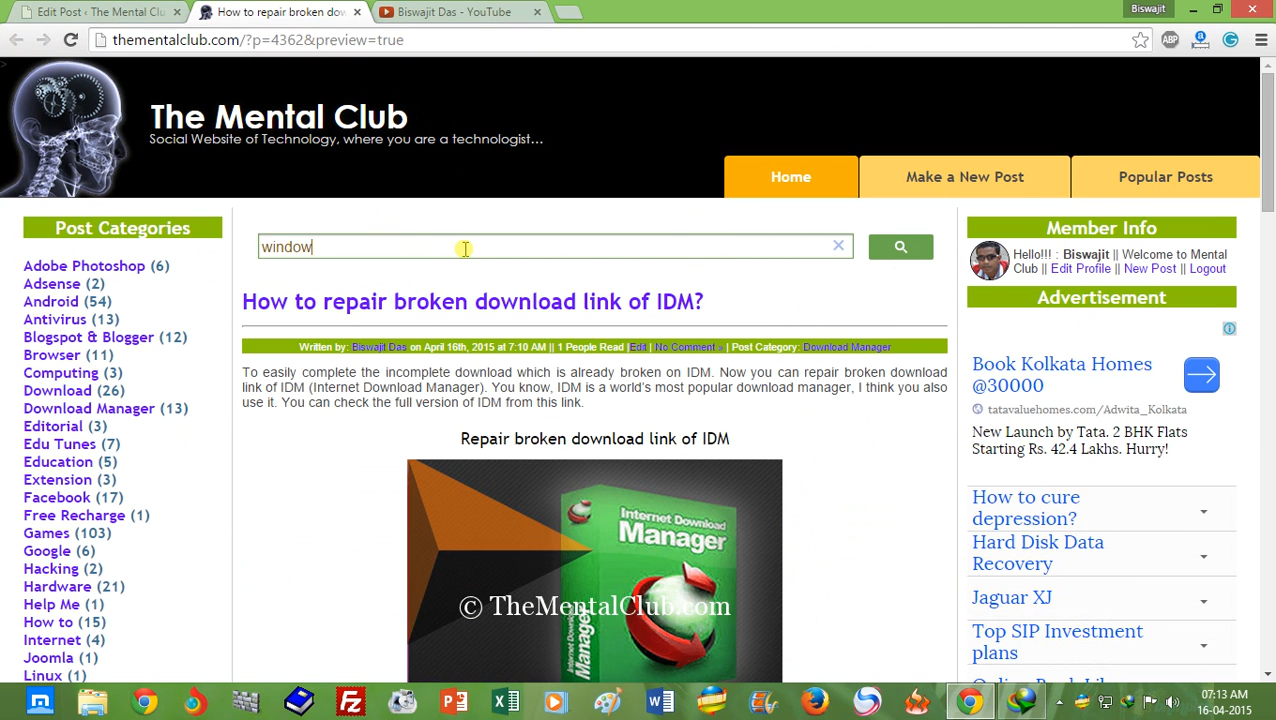 Edit Post ‹ The Mental Clu
How to repair broken dow
Biswajit Das - YouTube
Biswajit
thementalclub.com/?p=4362&preview=true
ABP
>
The Mental Club
Social Website of Technology, where you are a technologist...
Home
Make a New Post
Popular Posts
Post Categories
Adobe Photoshop (6)
Adsense (2)
Android (54)
Antivirus (13)
Blogspot & Blogger (12)
Browser (11)
Computing (3)
Download (26)
Download Manager (13)
Editorial (3)
Edu Tunes (7)
Education (5)
Extension (3)
Facebook (17)
Free Recharge (1)
Games (103)
Google (6)
Hacking (2)
Hardware (21)
Help Me (1)
How to (15)
Internet (4)
Joomla (1)
Linux (1)
window
How to repair broken download link of IDM?
Written by: Biswajit Das on April 16th, 2015 at 7:10 AM || 1 People Read |Edit | No Comment » | Post Category: Download Manager
To easily complete the incomplete download which is already broken on IDM. Now you can repair broken download
link of IDM (Internet Download Manager). You know, IDM is a world's most popular download manager, I think you also
use it. You can check the full version of IDM from this link.
Repair broken download link of IDM
Internet Download
Manager
© TheMentalClub.com
Internet Download
Manager
Member Info
Hello!!! : Biswajit || Welcome to Mental
Club || Edit Profile || New Post || Logout
Advertisement
Book Kolkata Homes
@30000
tatavaluehomes.com/Adwita_Kolkata
New Launch by Tata. 2 BHK Flats
Starting Rs. 42.4 Lakhs. Hurry!
How to cure
depression?
Hard Disk Data
Recovery
Jaguar XJ
Top SIP Investment
plans
07:13 AM
16-04-2015